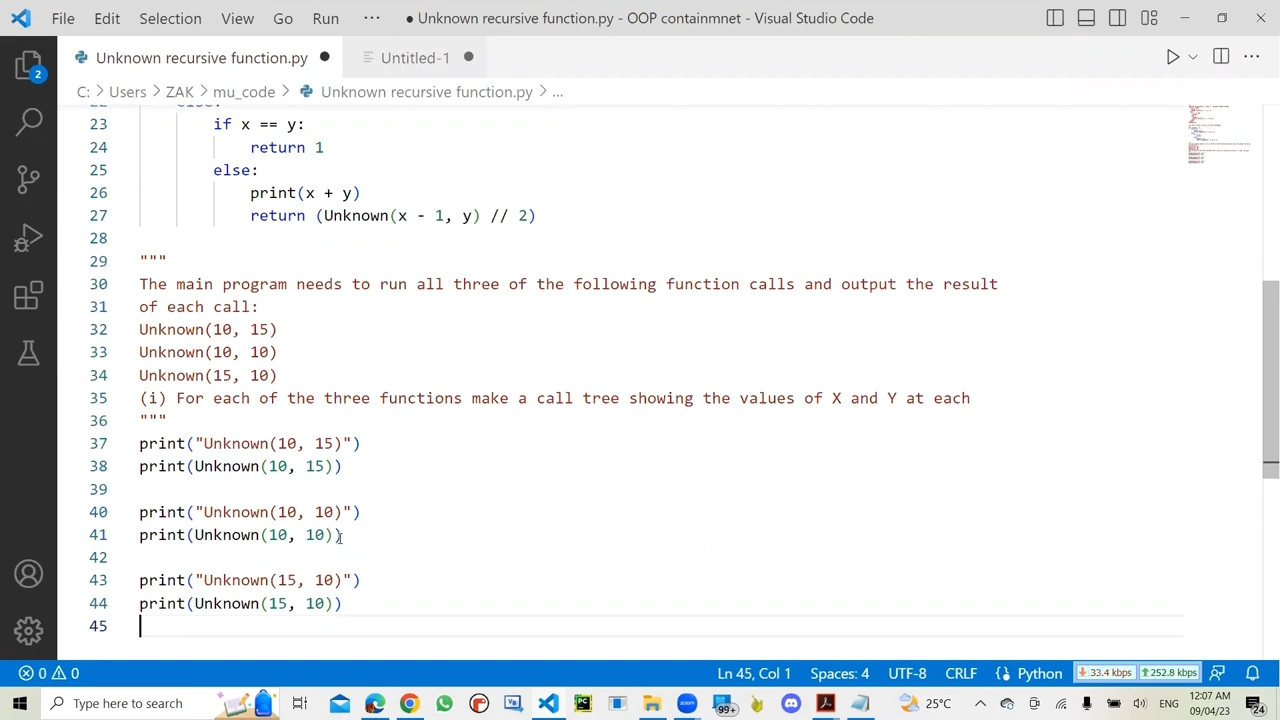 File Edit Selection View Go Run ··· ● Unknown recursive function.py - OOP containmnet - Visual Studio Code
Unknown recursive function.py ● Untitled-1 ●
2
C: > Users > ZAK > mu_code > Unknown recursive function.py > ...
23 if x == y:
24 return 1
25 else:
26 print(x + y)
27 return (Unknown(x - 1, y) // 2)
28
29 """
30 The main program needs to run all three of the following function calls and output the result
31 of each call:
32 Unknown(10, 15)
33 Unknown(10, 10)
34 Unknown(15, 10)
35 (i) For each of the three functions make a call tree showing the values of X and Y at each
36 """
37 print("Unknown(10, 15)")
38 print(Unknown(10, 15))
39
40 print("Unknown(10, 10)")
41 print(Unknown(10, 10))
42
43 print("Unknown(15, 10)")
44 print(Unknown(15, 10))
45
0 0 Ln 45, Col 1 Spaces: 4 UTF-8 CRLF Python 33.4 kbps 252.8 kbps
Type here to search PC zoom 99+ 25°C 12:07 AM
09/04/23 24